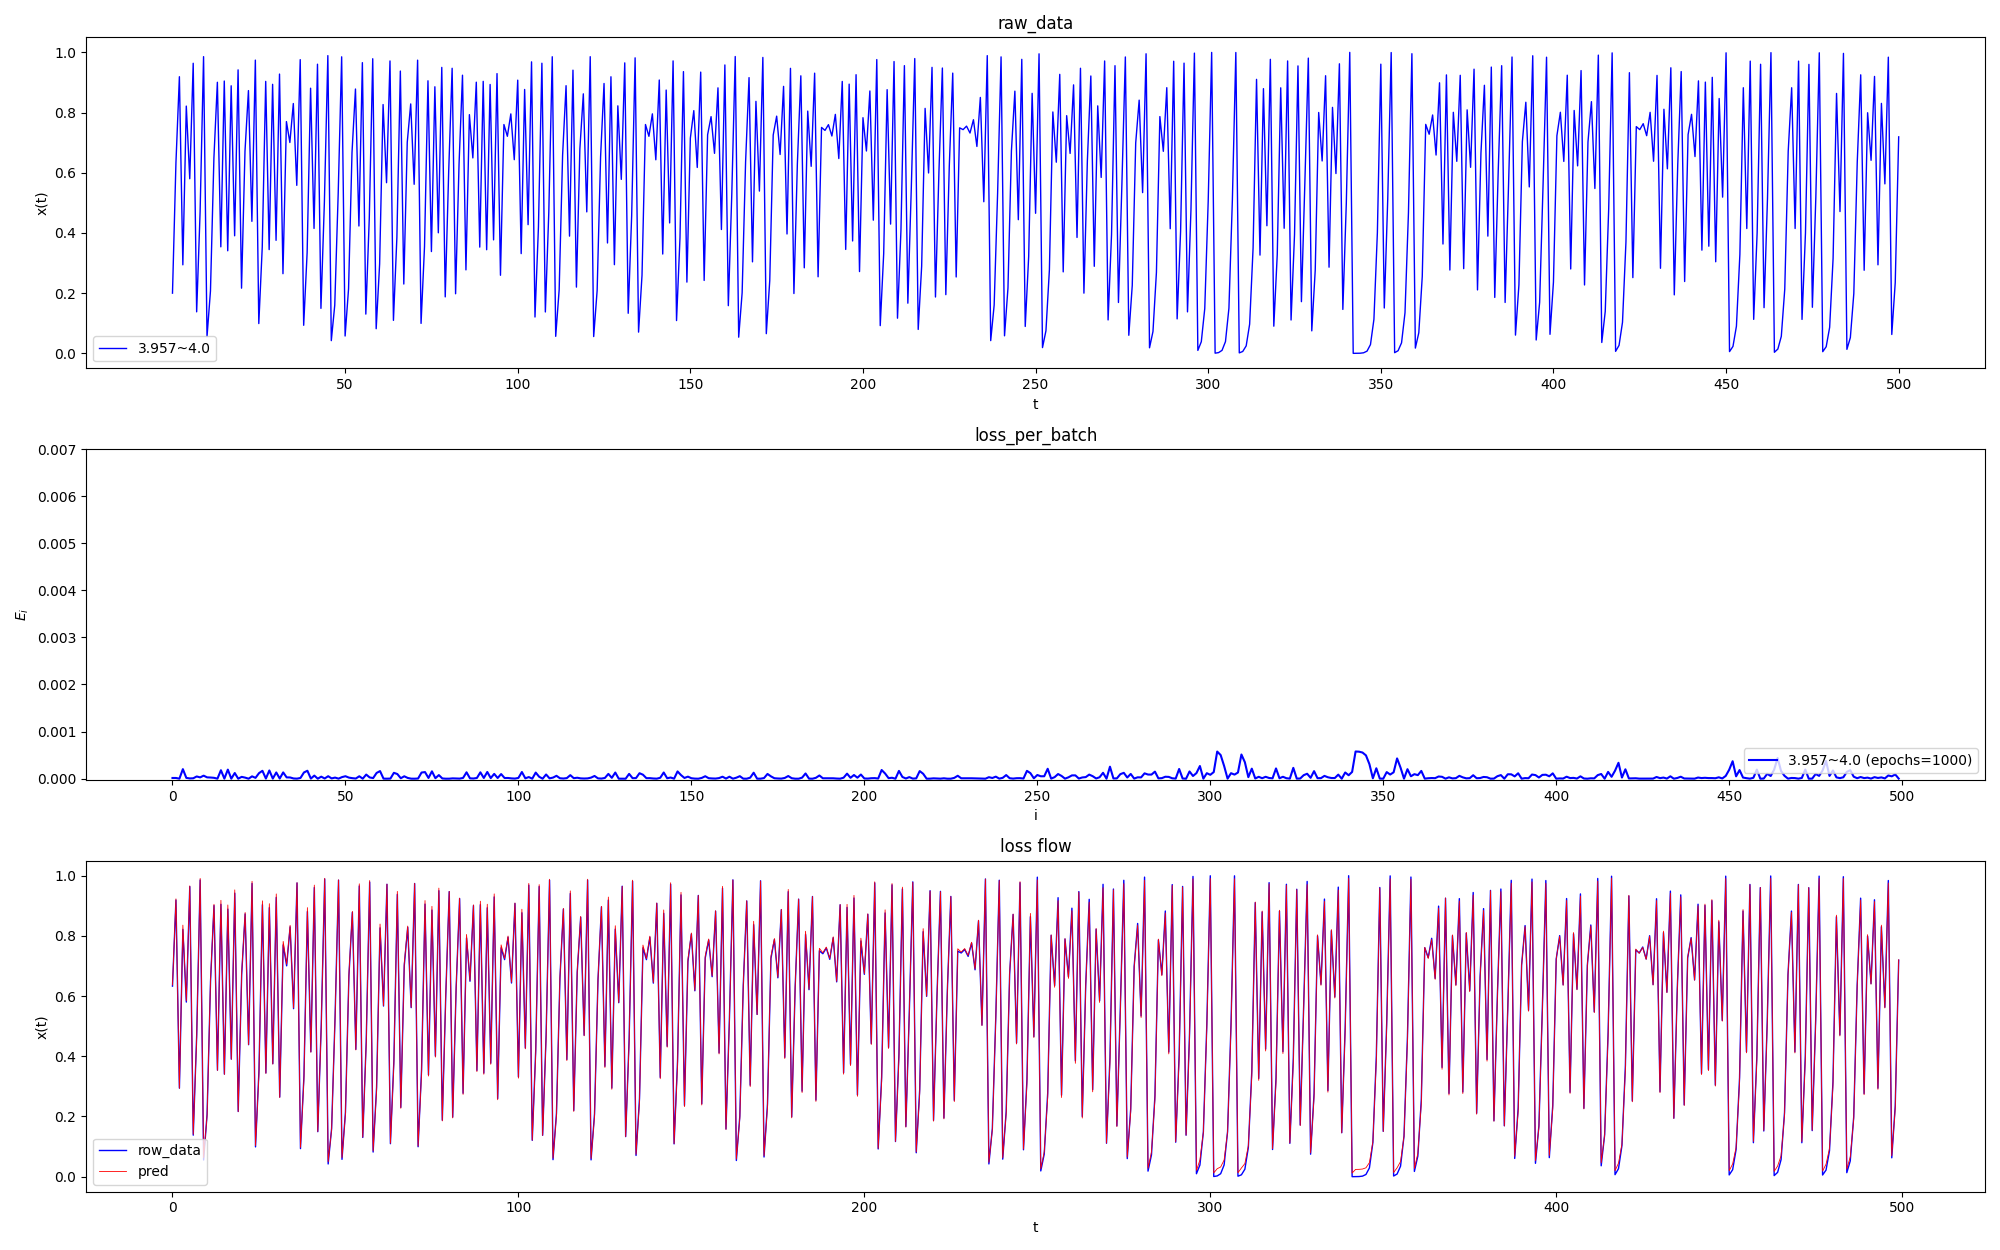 raw_data
1.0
0.8
0.6
0.4
0.2
0.0
x(t)
3.957~4.0
50 100 150 200 250 300 350 400 450 500
t
loss_per_batch
0.007
0.006
0.005
0.004
0.003
0.002
0.001
0.000
E_i
3.957~4.0 (epochs=1000)
0 50 100 150 200 250 300 350 400 450 500
i
loss flow
1.0
0.8
0.6
0.4
0.2
0.0
x(t)
row_data
pred
0 100 200 300 400 500
t